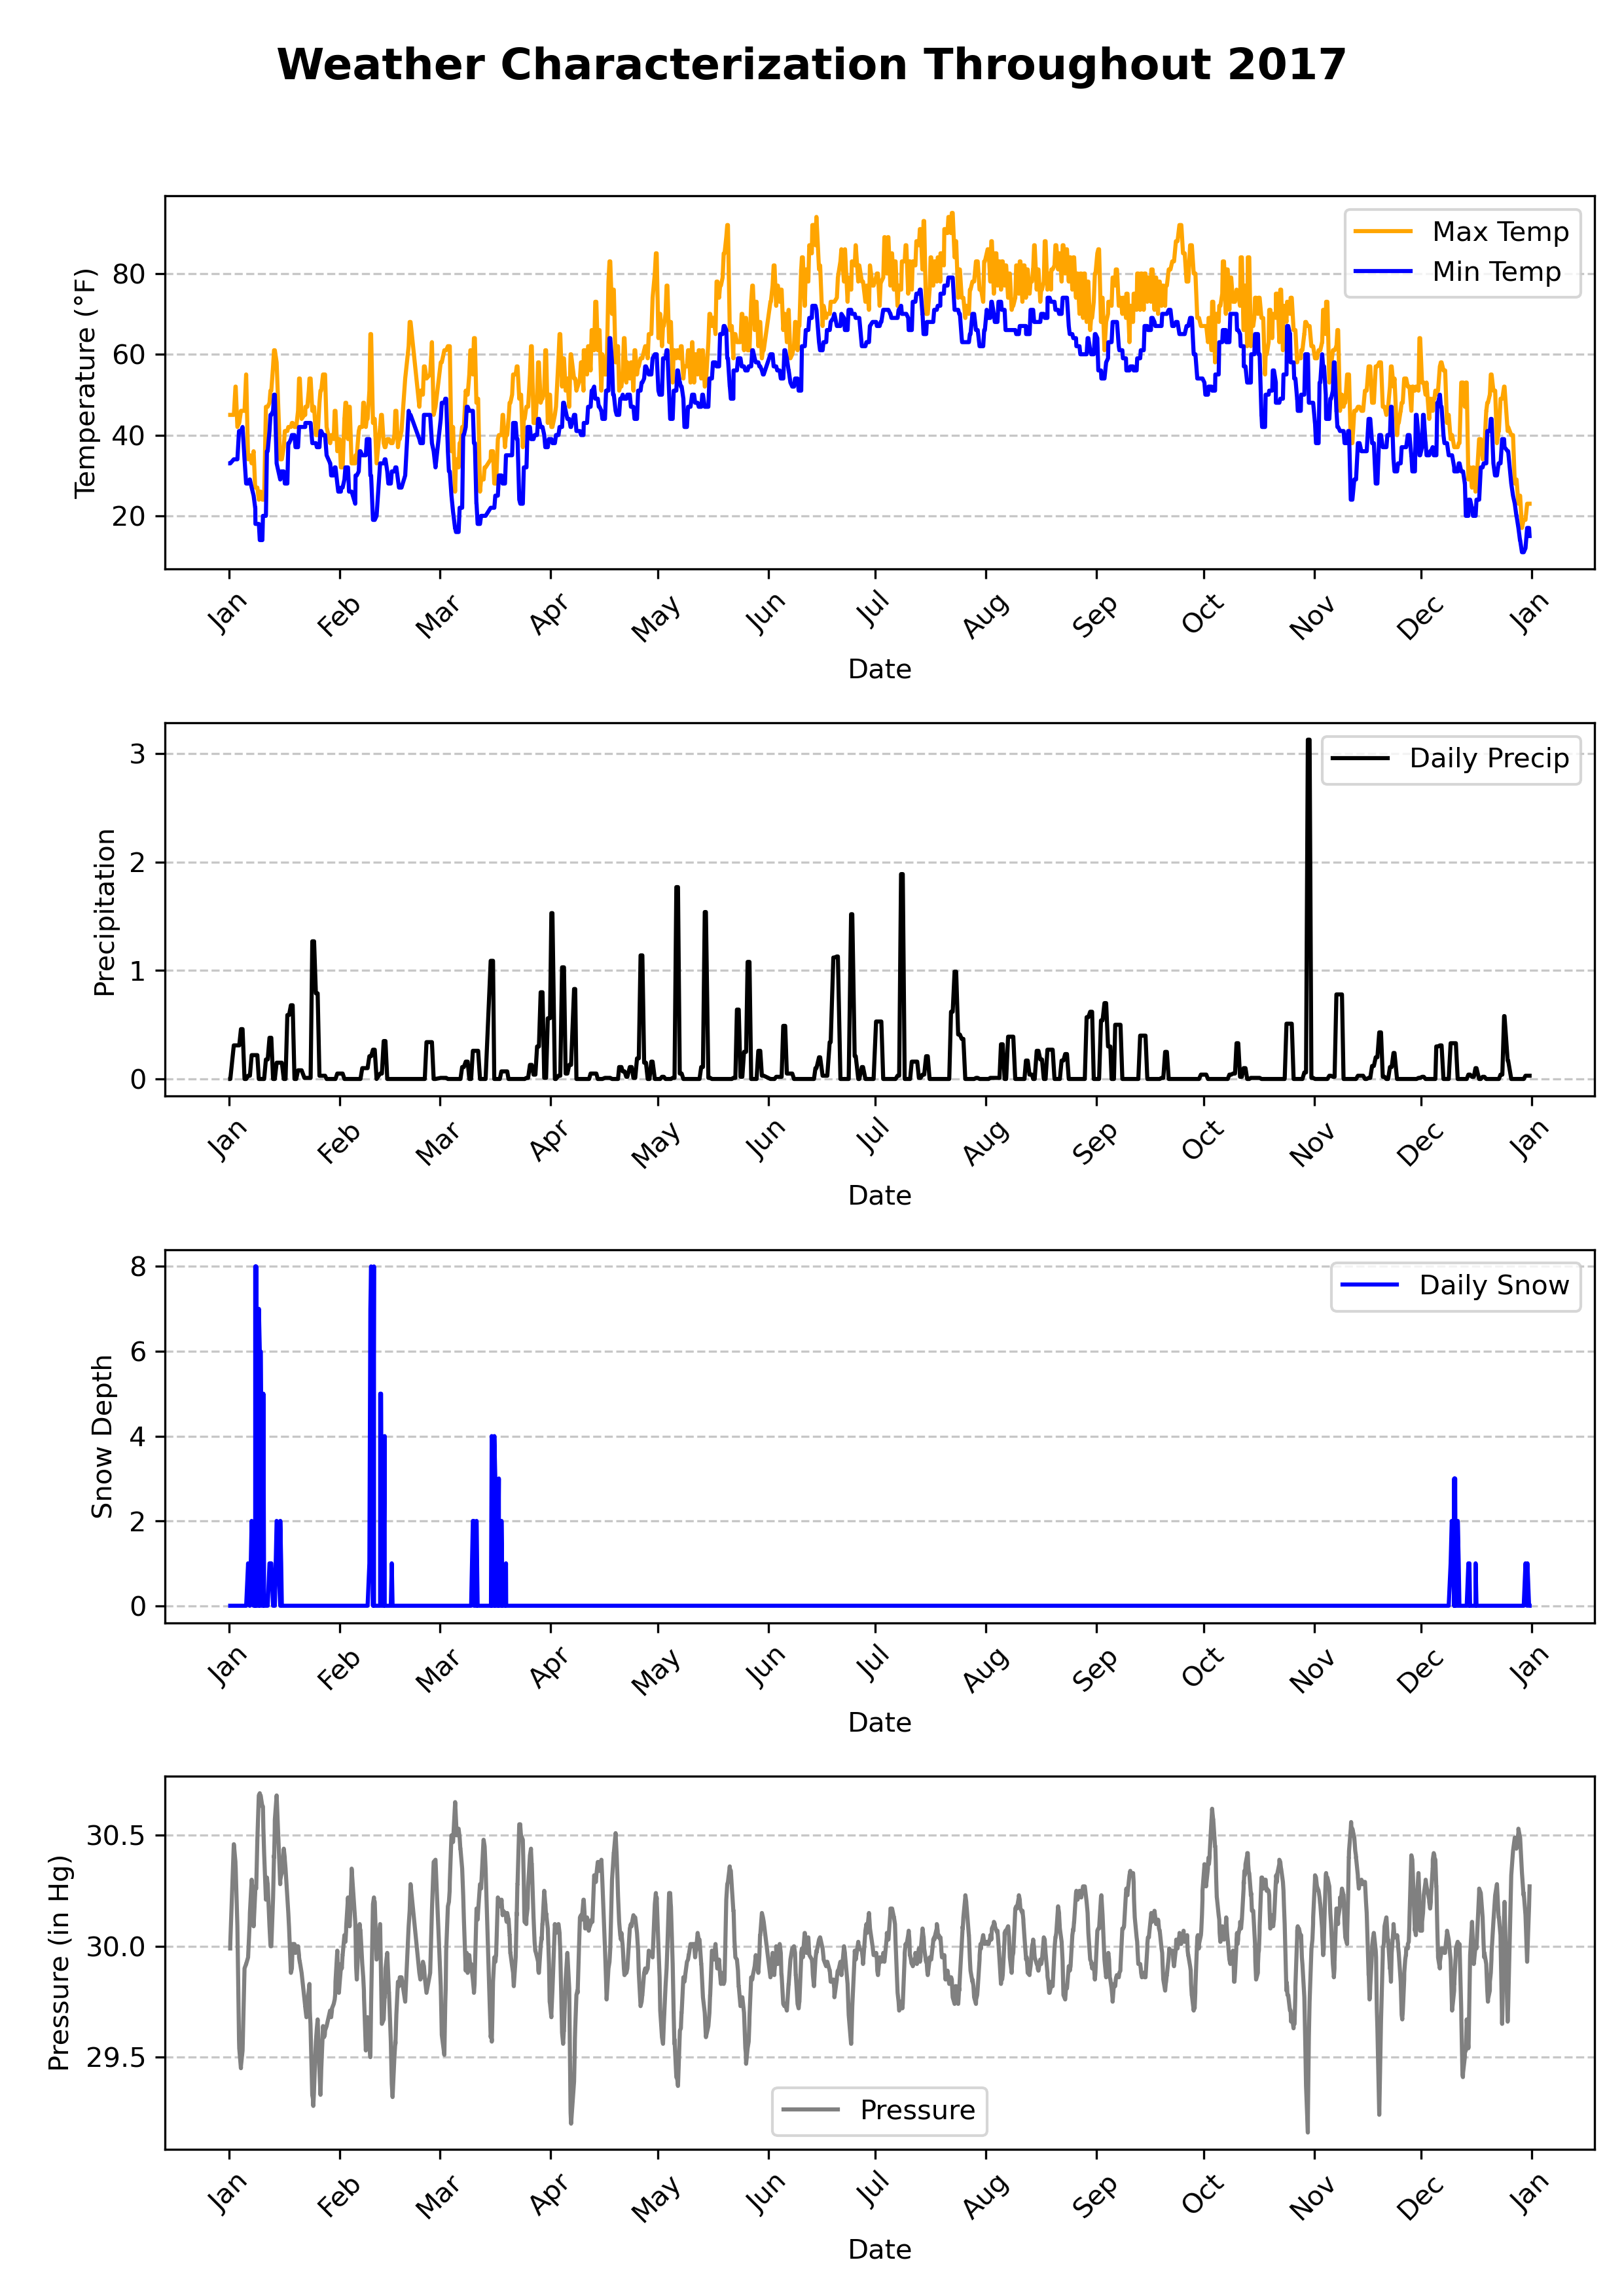 Weather Characterization Throughout 2017
Temperature (°F)
80
60
40
20
Max Temp
Min Temp
Jan Feb Mar Apr May Jun Jul Aug Sep Oct Nov Dec Jan
Date
Precipitation
3
2
1
0
Daily Precip
Jan Feb Mar Apr May Jun Jul Aug Sep Oct Nov Dec Jan
Date
Snow Depth
8
6
4
2
0
Daily Snow
Jan Feb Mar Apr May Jun Jul Aug Sep Oct Nov Dec Jan
Date
Pressure (in Hg)
30.5
30.0
29.5
Pressure
Jan Feb Mar Apr May Jun Jul Aug Sep Oct Nov Dec Jan
Date